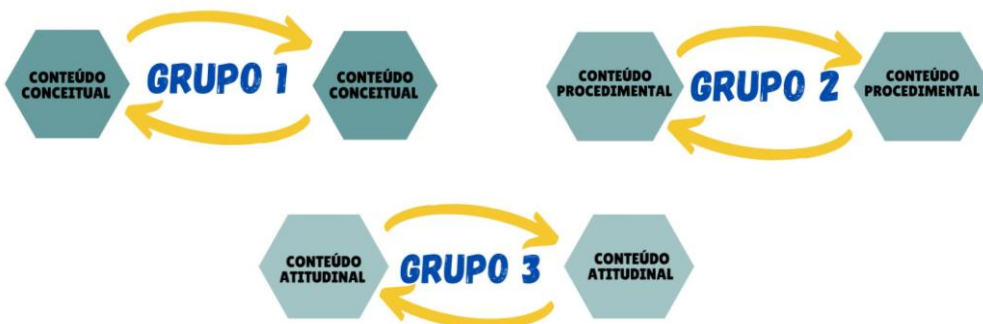 CONTEÚDO
CONCEITUAL
GRUPO 1
CONTEÚDO
CONCEITUAL
CONTEÚDO
PROCEDIMENTAL
GRUPO 2
CONTEÚDO
PROCEDIMENTAL
CONTEÚDO
ATITUDINAL
GRUPO 3
CONTEÚDO
ATITUDINAL